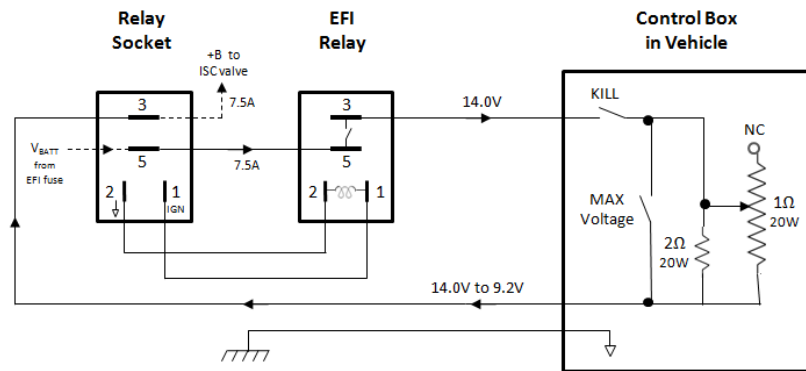 Relay
Socket
EFI
Relay
Control Box
in Vehicle
+B to
ISC valve
7.5A
3
V_BATT
from
EFI fuse
5
7.5A
2
1
IGN
3
5
2
1
14.0V
KILL
NC
MAX
Voltage
1Ω
20W
2Ω
20W
14.0V to 9.2V